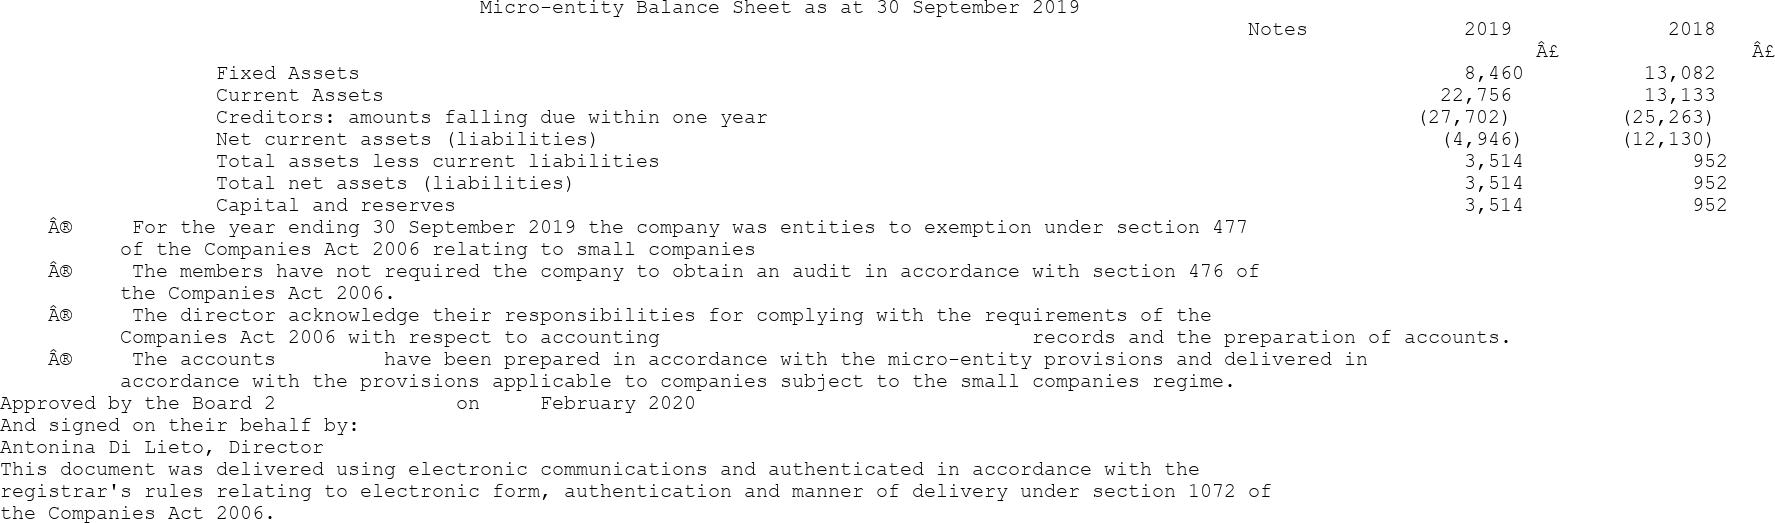 Micro-entity Balance Sheet as at 30 September 2019
Notes 2019 2018
Â£ Â£
Fixed Assets 8,460 13,082
Current Assets 22,756 13,133
Creditors: amounts falling due within one year (27,702) (25,263)
Net current assets (liabilities) (4,946) (12,130)
Total assets less current liabilities 3,514 952
Total net assets (liabilities) 3,514 952
Capital and reserves 3,514 952
Â® For the year ending 30 September 2019 the company was entities to exemption under section 477
of the Companies Act 2006 relating to small companies
Â® The members have not required the company to obtain an audit in accordance with section 476 of
the Companies Act 2006.
Â® The director acknowledge their responsibilities for complying with the requirements of the
Companies Act 2006 with respect to accounting records and the preparation of accounts.
Â® The accounts have been prepared in accordance with the micro-entity provisions and delivered in
accordance with the provisions applicable to companies subject to the small companies regime.
Approved by the Board 2 on February 2020
And signed on their behalf by:
Antonina Di Lieto, Director
This document was delivered using electronic communications and authenticated in accordance with the
registrar's rules relating to electronic form, authentication and manner of delivery under section 1072 of
the Companies Act 2006.